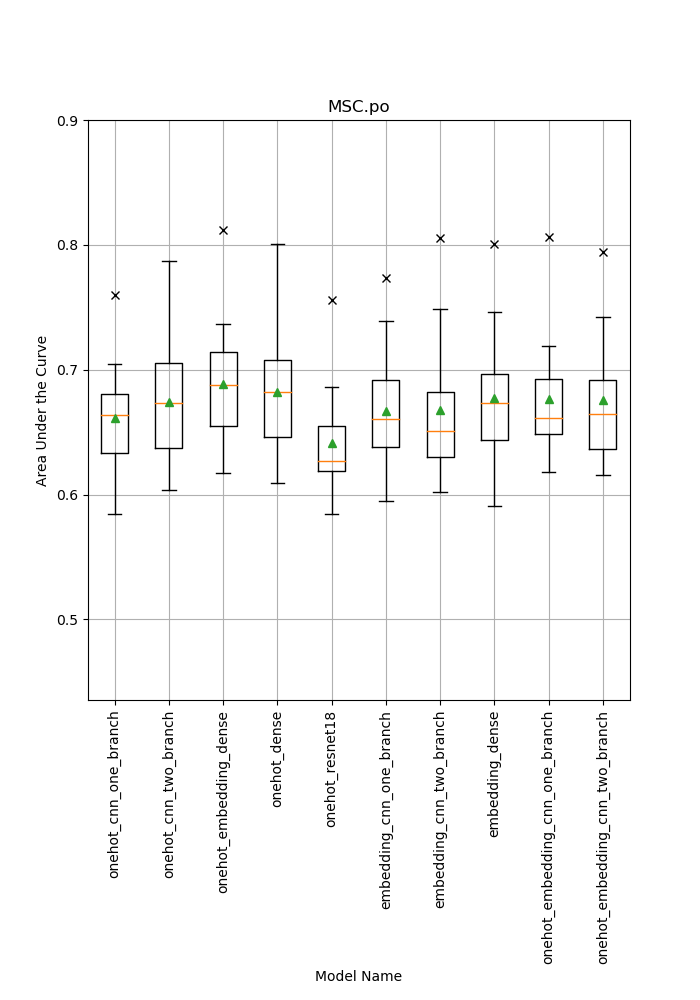 MSC.po
Area Under the Curve
0.9
0.8
0.7
0.6
0.5
onehot_cnn_one_branch
onehot_cnn_two_branch
onehot_embedding_dense
onehot_dense
onehot_resnet18
embedding_cnn_one_branch
embedding_cnn_two_branch
embedding_dense
onehot_embedding_cnn_one_branch
onehot_embedding_cnn_two_branch
Model Name